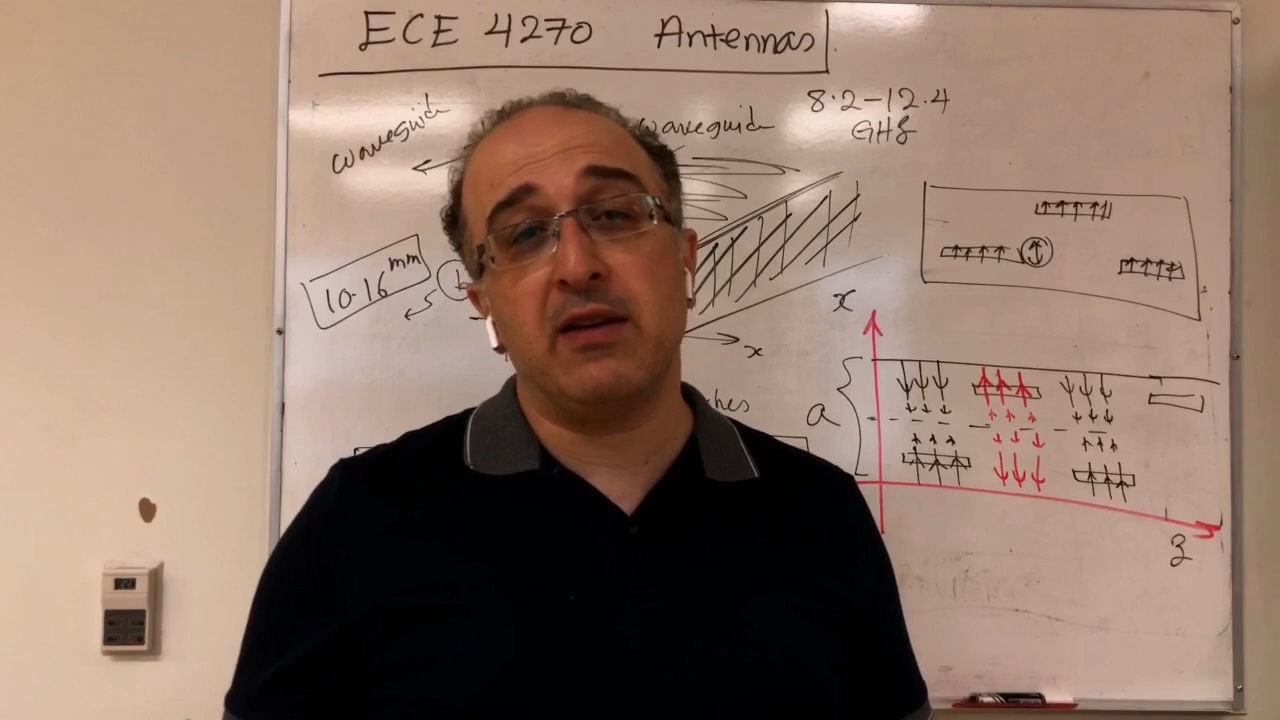 ECE 4270 Antennas
waveguide
waveguide
8.2-12.4
GHz
10.16 mm
x
x
a
z